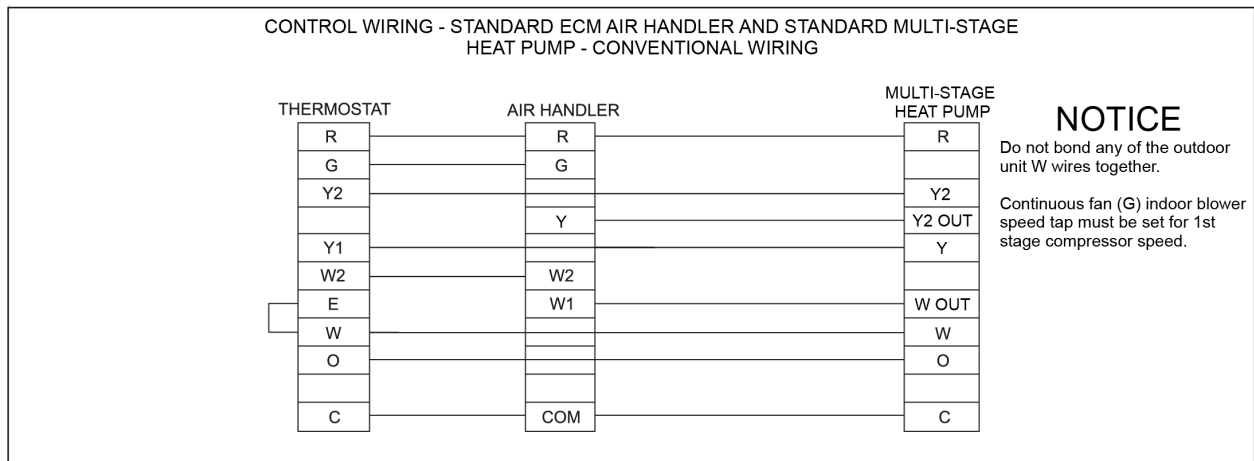 CONTROL WIRING - STANDARD ECM AIR HANDLER AND STANDARD MULTI-STAGE
HEAT PUMP - CONVENTIONAL WIRING
THERMOSTAT
R
G
Y2
Y1
W2
E
W
O
C
AIR HANDLER
R
G
Y
W2
W1
COM
MULTI-STAGE
HEAT PUMP
R
Y2
Y2 OUT
Y
W OUT
W
O
C
NOTICE
Do not bond any of the outdoor
unit W wires together.
Continuous fan (G) indoor blower
speed tap must be set for 1st
stage compressor speed.